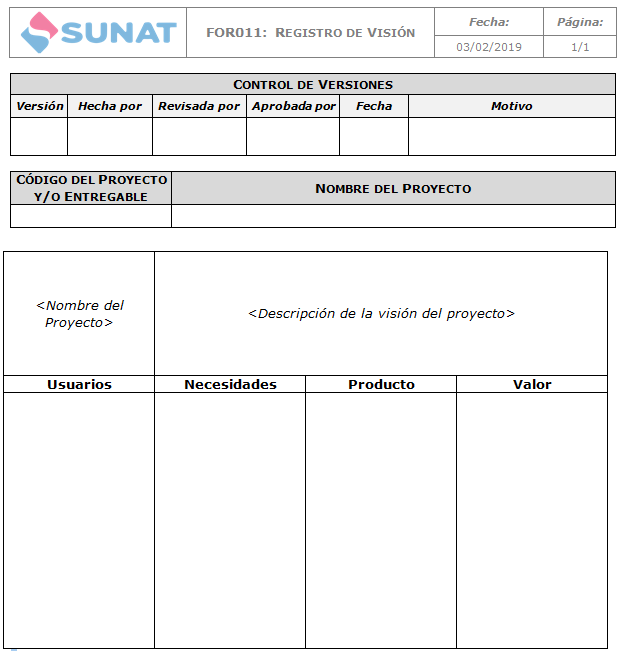 SUNAT
FOR011: REGISTRO DE VISIÓN
Fecha:
Página:
03/02/2019
1/1
CONTROL DE VERSIONES
Versión Hecha por Revisada por Aprobada por Fecha Motivo
CÓDIGO DEL PROYECTO
Y/O ENTREGABLE
NOMBRE DEL PROYECTO
<Nombre del
Proyecto>
<Descripción de la visión del proyecto>
Usuarios Necesidades Producto Valor